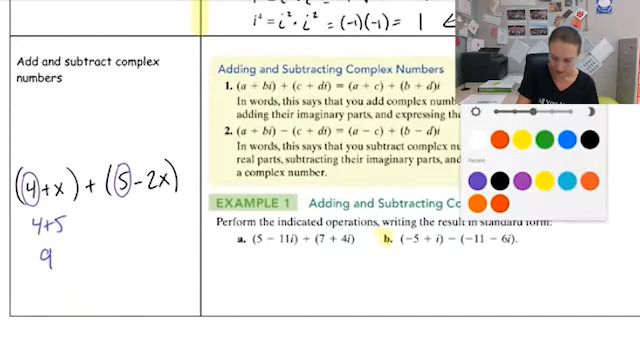 i⁴ = i² · i² = (-1)(-1) = 1
Add and subtract complex
numbers
(4+x) + (5-2x)
4+5
9
Adding and Subtracting Complex Numbers
1. (a + bi) + (c + di) = (a + c) + (b + d)i
In words, this says that you add complex numb
adding their imaginary parts, and expressing the
2. (a + bi) − (c + di) = (a − c) + (b − d)i
In words, this says that you subtract complex nu
real parts, subtracting their imaginary parts, and
a complex number.
EXAMPLE 1 Adding and Subtracting Co
Perform the indicated operations, writing the result in standard form:
a. (5 − 11i) + (7 + 4i) b. (−5 + i) − (−11 − 6i).
Recent